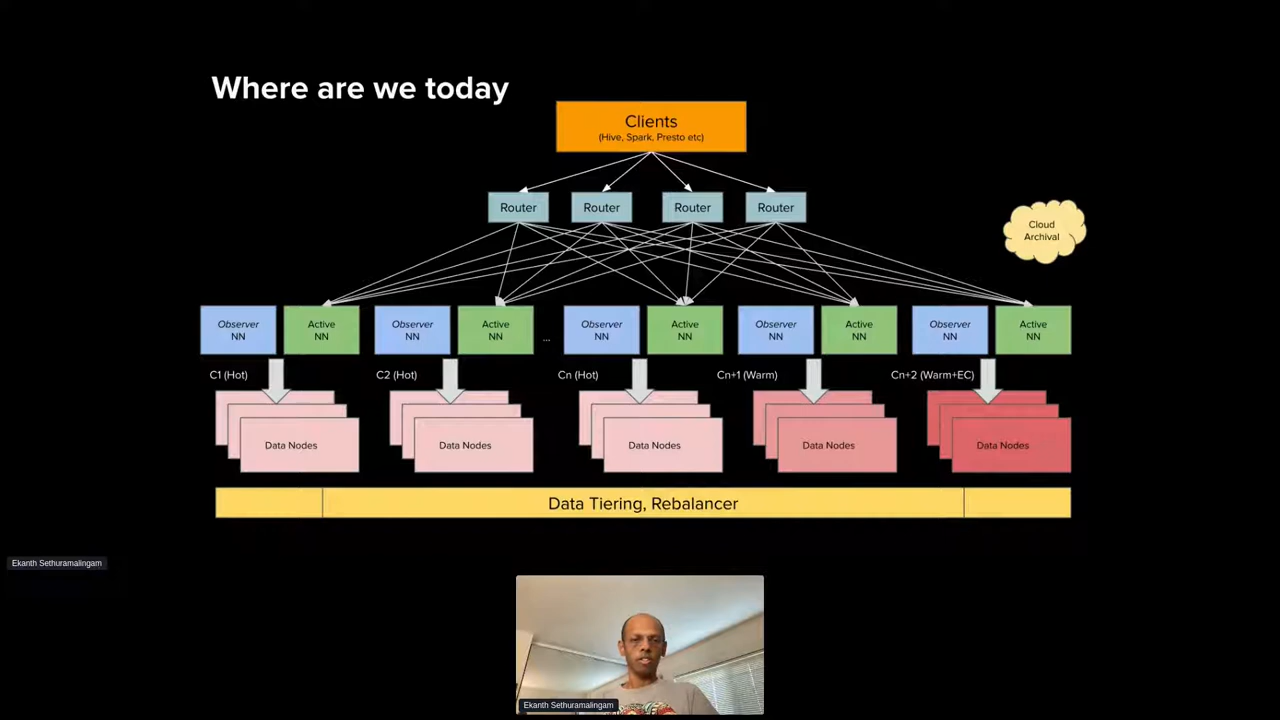 Where are we today
Clients
(Hive, Spark, Presto etc)
Router
Router
Router
Router
Cloud
Archival
Observer
NN
Active
NN
Observer
NN
Active
NN
...
Observer
NN
Active
NN
Observer
NN
Active
NN
Observer
NN
Active
NN
C1 (Hot)
C2 (Hot)
Cn (Hot)
Cn+1 (Warm)
Cn+2 (Warm+EC)
Data Nodes
Data Nodes
Data Nodes
Data Nodes
Data Nodes
Data Tiering, Rebalancer
Ekanth Sethuramalingam
Ekanth Sethuramalingam